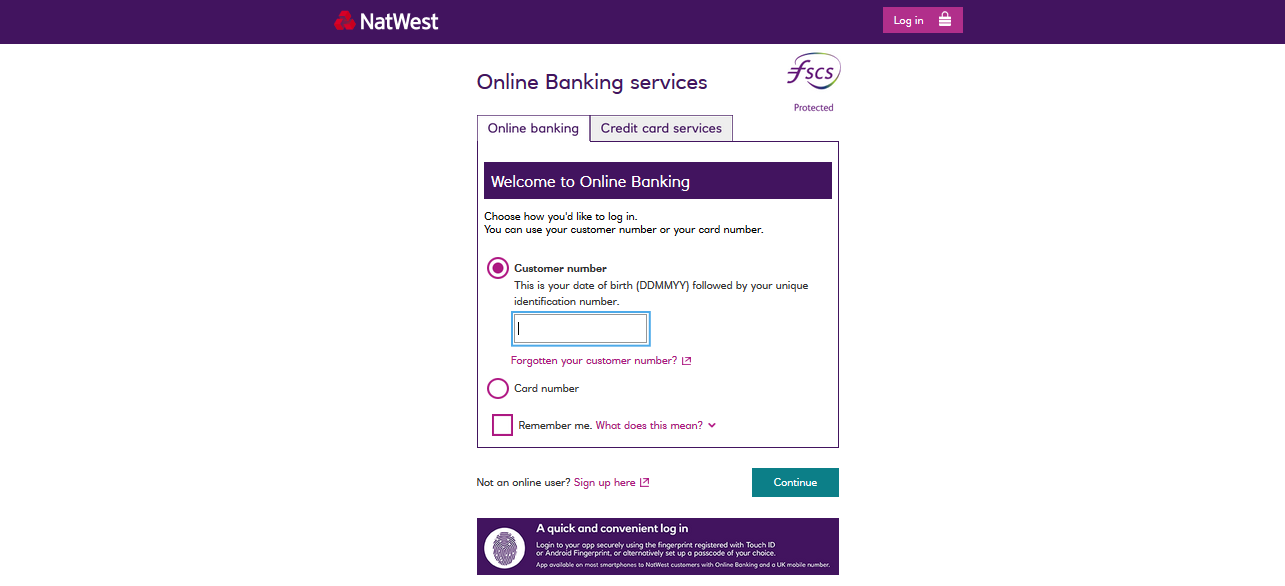 NatWest
Log in
fscs
Protected
Online Banking services
Online banking
Credit card services
Welcome to Online Banking
Choose how you'd like to log in.
You can use your customer number or your card number.
Customer number
This is your date of birth (DDMMYY) followed by your unique
identification number.
Forgotten your customer number?
Card number
Remember me. What does this mean?
Not an online user? Sign up here
Continue
A quick and convenient log in
Login to your app securely using the fingerprint registered with Touch ID
or Android Fingerprint, or alternatively set up a passcode of your choice.
App available on most smartphones to NatWest customers with Online Banking and a UK mobile number.